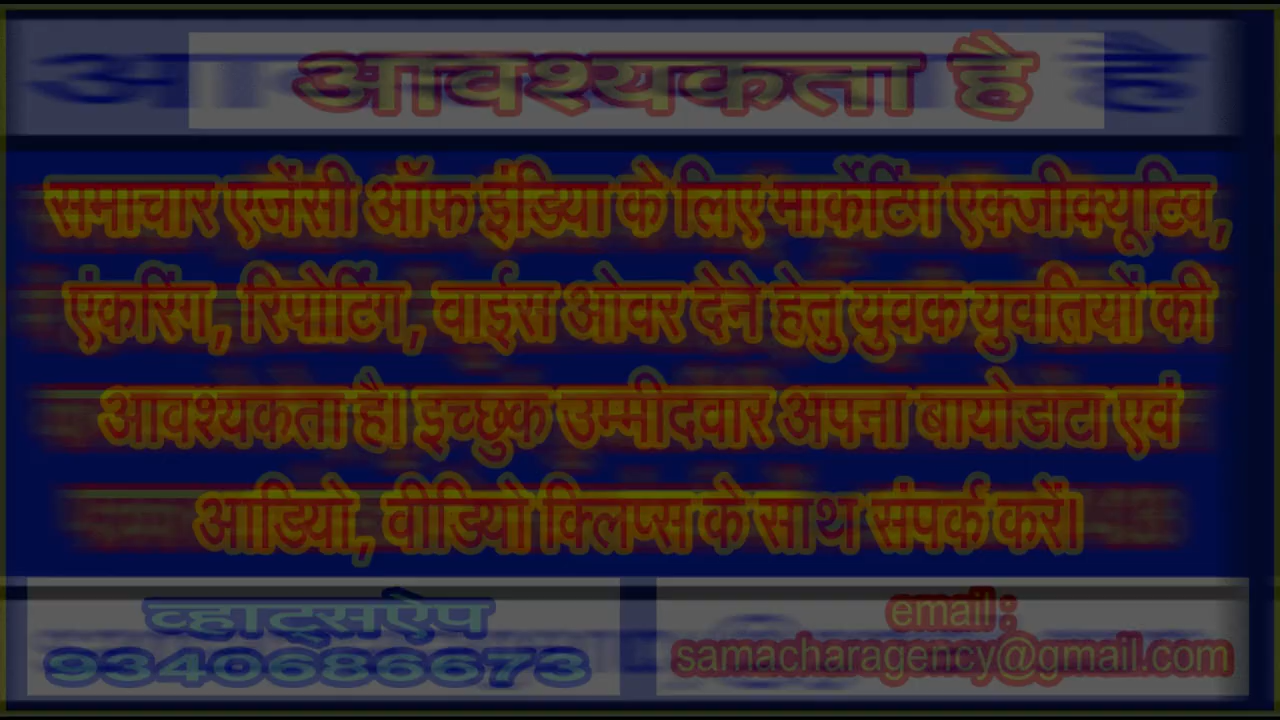 आवश्यकता है
समाचार एजेंसी ऑफ इंडिया के लिए मार्केटिंग एक्जीक्यूटिव,
एंकरिंग, रिपोर्टिंग, वाईस ओवर देने हेतु युवक युवतियों की
आवश्यकता है। इच्छुक उम्मीदवार अपना बायोडाटा एवं
आडियो, वीडियो क्लिप्स के साथ संपर्क करें।
व्हाट्सऐप
9340686673
email :
samacharagency@gmail.com